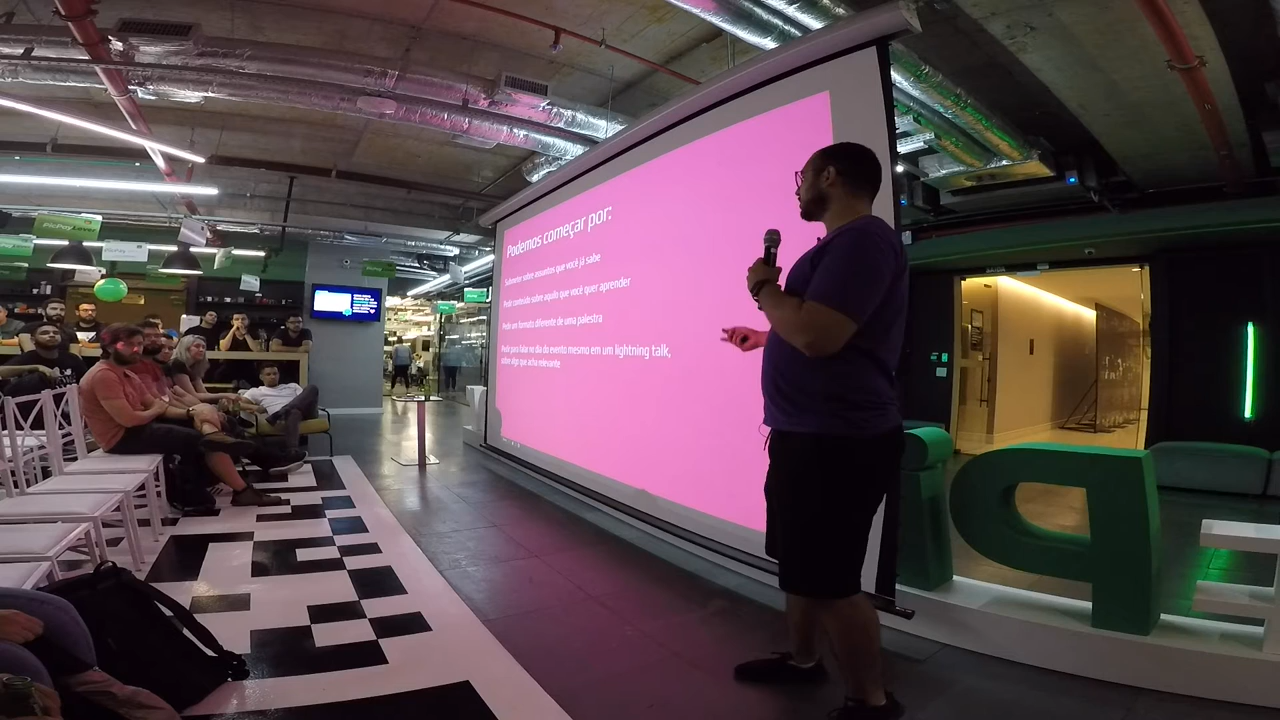 Podemos começar por:
Submeter sobre assuntos que você já sabe
Pedir conteúdo sobre aquilo que você quer aprender
Pedir um formato diferente de uma palestra
Pedir para falar no dia do evento mesmo em um lightning talk,
sobre algo que acha relevante
PicPayLover
SAÍDA